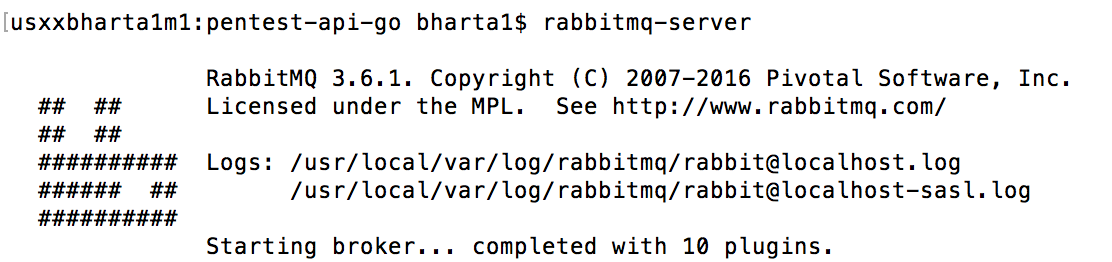 [usxxbharta1m1:pentest-api-go bharta1$ rabbitmq-server
RabbitMQ 3.6.1. Copyright (C) 2007-2016 Pivotal Software, Inc.
##  ##      Licensed under the MPL.  See http://www.rabbitmq.com/
##  ##
##########  Logs: /usr/local/var/log/rabbitmq/rabbit@localhost.log
######  ##        /usr/local/var/log/rabbitmq/rabbit@localhost-sasl.log
##########
Starting broker... completed with 10 plugins.